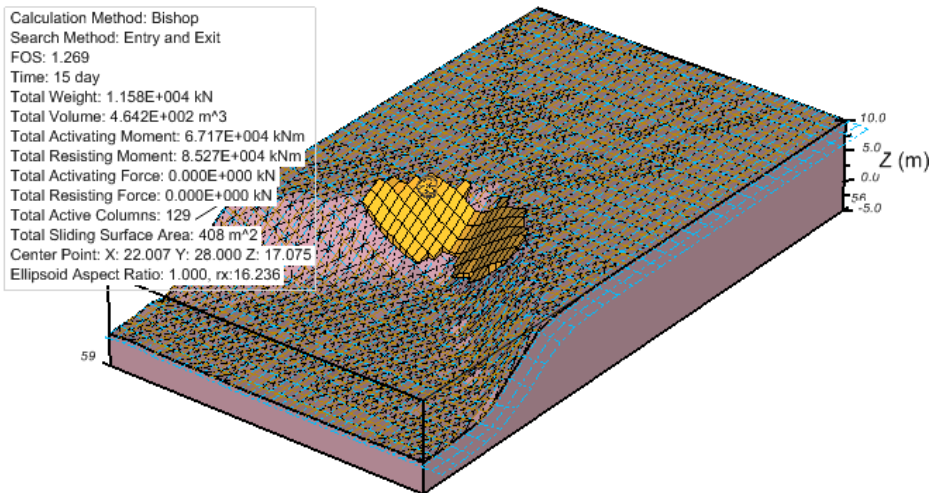 Calculation Method: Bishop
Search Method: Entry and Exit
FOS: 1.269
Time: 15 day
Total Weight: 1.158E+004 kN
Total Volume: 4.642E+002 m^3
Total Activating Moment: 6.717E+004 kNm
Total Resisting Moment: 8.527E+004 kNm
Total Activating Force: 0.000E+000 kN
Total Resisting Force: 0.000E+000 kN
Total Active Columns: 129
Total Sliding Surface Area: 408 m^2
Center Point: X: 22.007 Y: 28.000 Z: 17.075
Ellipsoid Aspect Ratio: 1.000, rx:16.236
10.0
5.0
Z (m)
0.0
56
-5.0
59